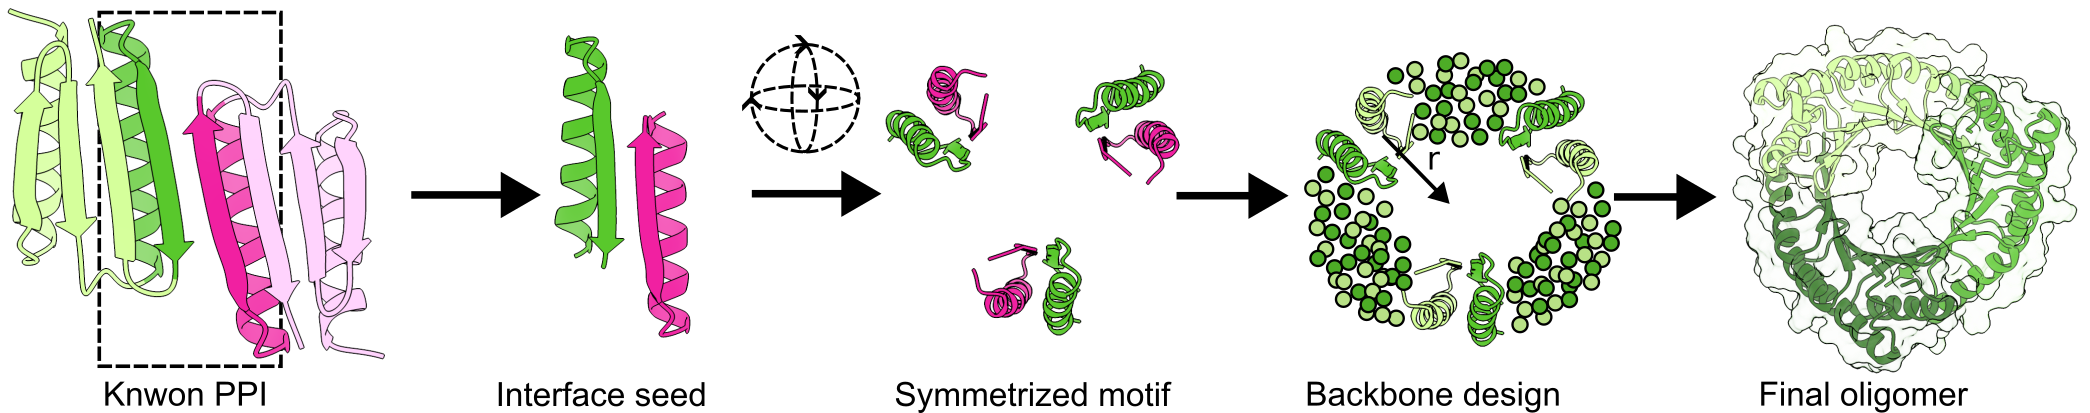 r
Knwon PPI
Interface seed
Symmetrized motif
Backbone design
Final oligomer